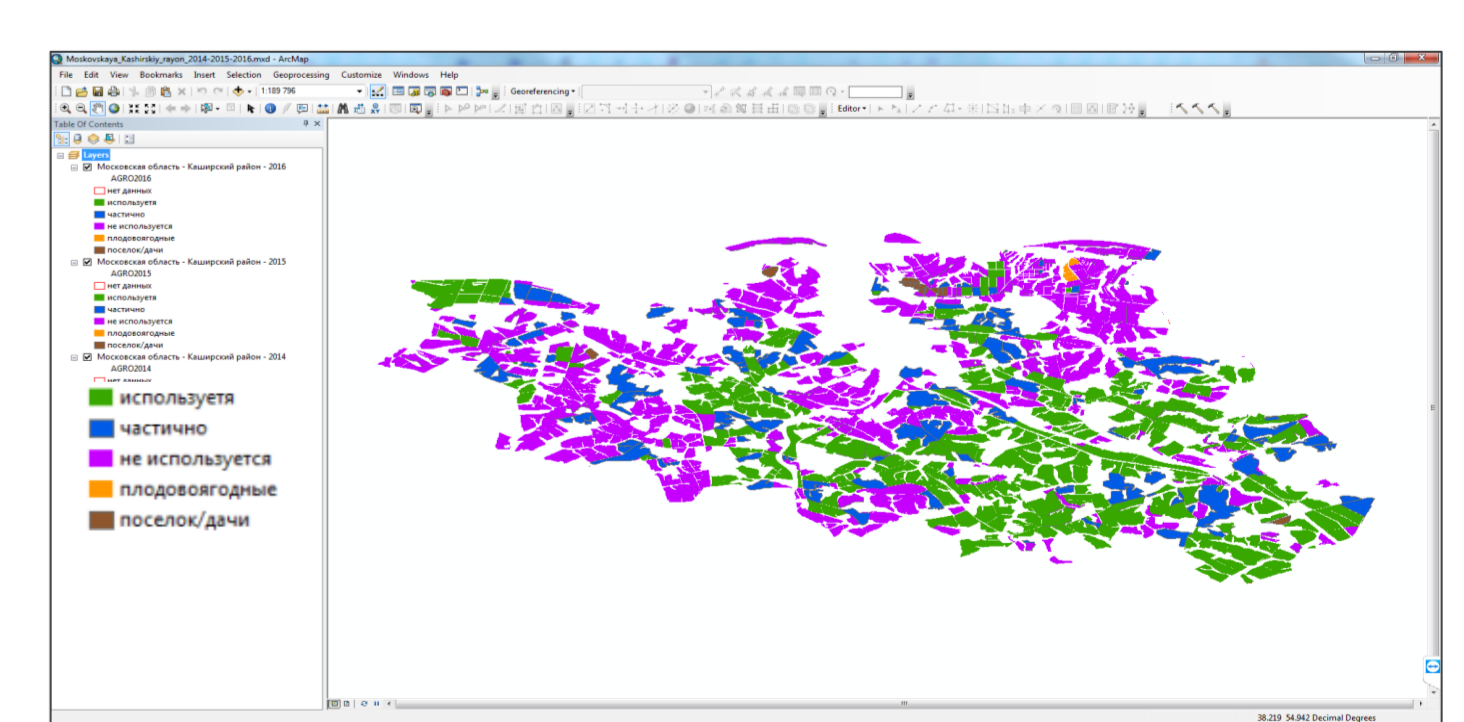 Moskovskaya_Kashirskiy_rayon_2014-2015-2016.mxd - ArcMap
File Edit View Bookmarks Insert Selection Geoprocessing Customize Windows Help
1:189 796 Georeferencing
Editor
Table Of Contents
Layers
Московская область - Каширский район - 2016
AGRO2016
нет данных
используетя
частично
не используется
плодовоягодные
поселок/дачи
Московская область - Каширский район - 2015
AGRO2015
нет данных
используетя
частично
не используется
плодовоягодные
поселок/дачи
Московская область - Каширский район - 2014
AGRO2014
нет данных
используетя
частично
не используется
плодовоягодные
поселок/дачи
38.219 54.942 Decimal Degrees